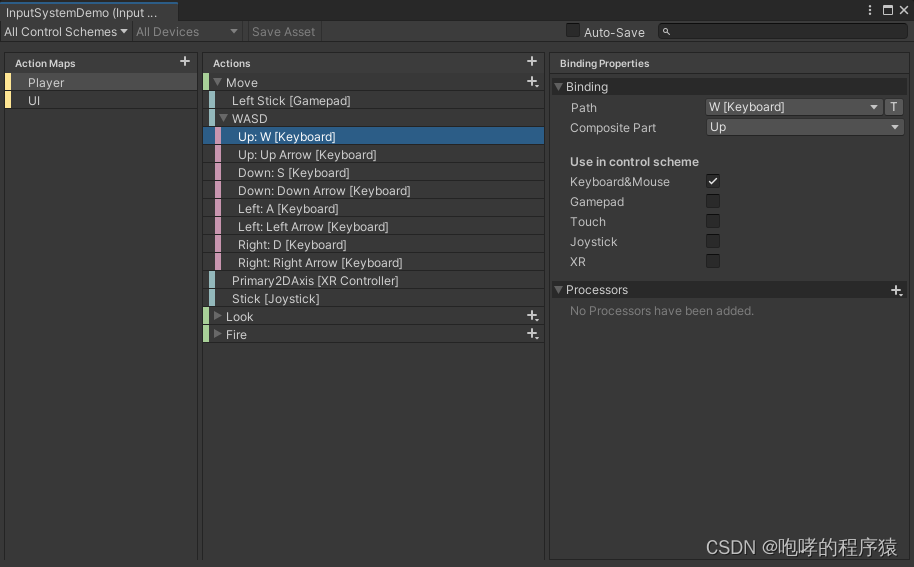 InputSystemDemo (Input ...
All Control Schemes
All Devices
Save Asset
Auto-Save
Action Maps
Player
UI
Actions
Move
Left Stick [Gamepad]
WASD
Up: W [Keyboard]
Up: Up Arrow [Keyboard]
Down: S [Keyboard]
Down: Down Arrow [Keyboard]
Left: A [Keyboard]
Left: Left Arrow [Keyboard]
Right: D [Keyboard]
Right: Right Arrow [Keyboard]
Primary2DAxis [XR Controller]
Stick [Joystick]
Look
Fire
Binding Properties
Binding
Path W [Keyboard] T
Composite Part Up
Use in control scheme
Keyboard&Mouse
Gamepad
Touch
Joystick
XR
Processors
No Processors have been added.
CSDN @咆哮的程序猿